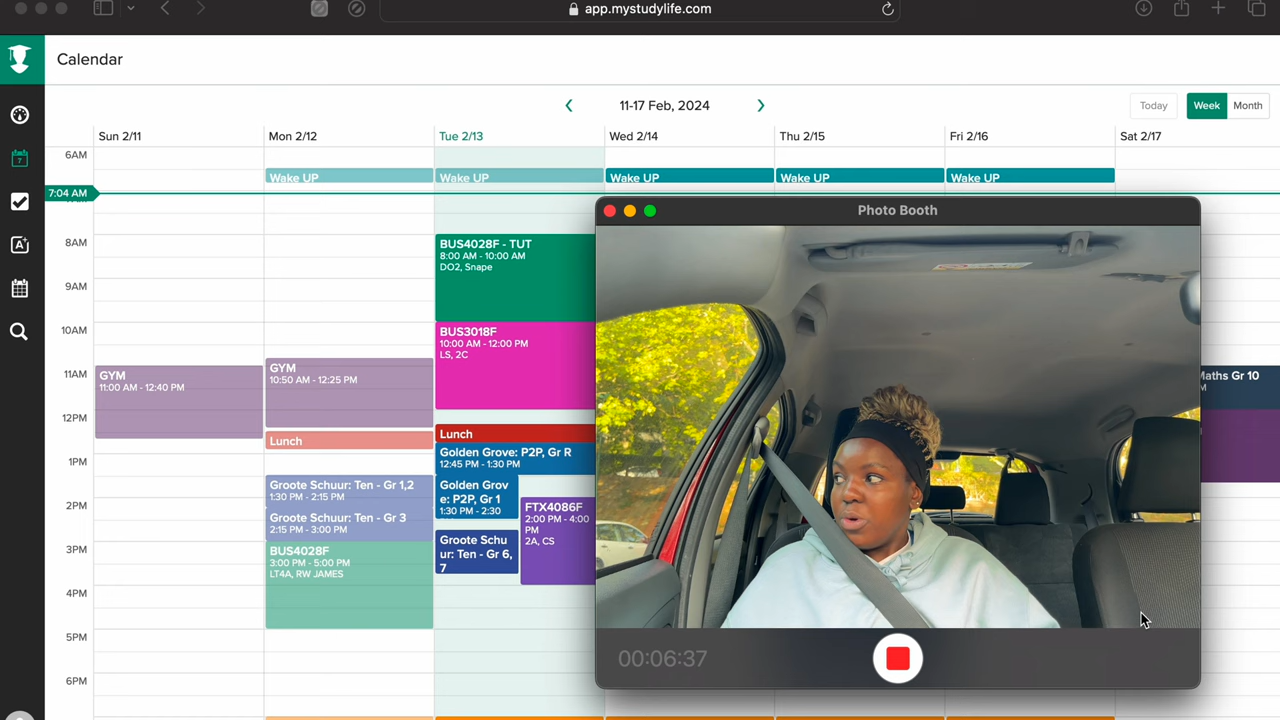 app.mystudylife.com
Calendar
11-17 Feb, 2024
Today
Week
Month
Sun 2/11
Mon 2/12
Tue 2/13
Wed 2/14
Thu 2/15
Fri 2/16
Sat 2/17
6AM
Wake UP
Wake UP
Wake UP
Wake UP
Wake UP
7:04 AM
Photo Booth
8AM
BUS4028F - TUT
8:00 AM - 10:00 AM
DO2, Snape
9AM
10AM
BUS3018F
10:00 AM - 12:00 PM
LS, 2C
11AM
GYM
11:00 AM - 12:40 PM
GYM
10:50 AM - 12:25 PM
Maths Gr 10
M
12PM
Lunch
Lunch
1PM
Golden Grove: P2P, Gr R
12:45 PM - 1:30 PM
Groote Schuur: Ten - Gr 1,2
1:30 PM - 2:15 PM
Golden Grov
e: P2P, Gr 1
1:30 PM - 2:30
2PM
Groote Schuur: Ten - Gr 3
2:15 PM - 3:00 PM
FTX4086F
2:00 PM - 4:00
PM
2A, CS
3PM
BUS4028F
3:00 PM - 5:00 PM
LT4A, RW JAMES
Groote Schu
ur: Ten - Gr 6,
7
4PM
5PM
6PM
00:06:37